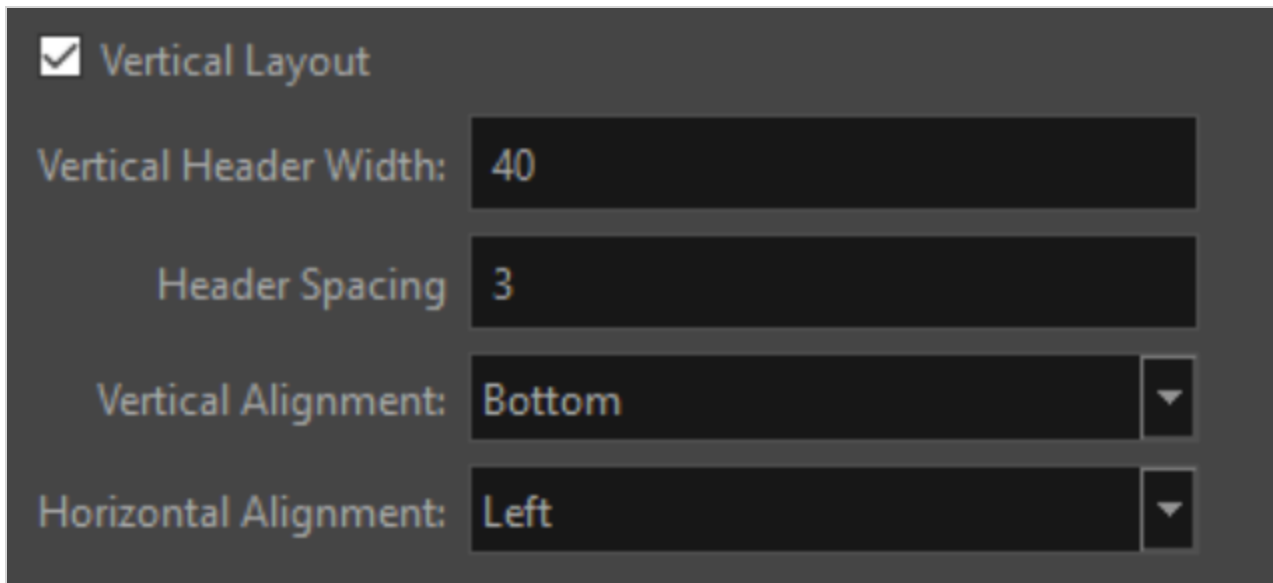 Vertical Layout
Vertical Header Width: 40
Header Spacing 3
Vertical Alignment: Bottom
Horizontal Alignment: Left